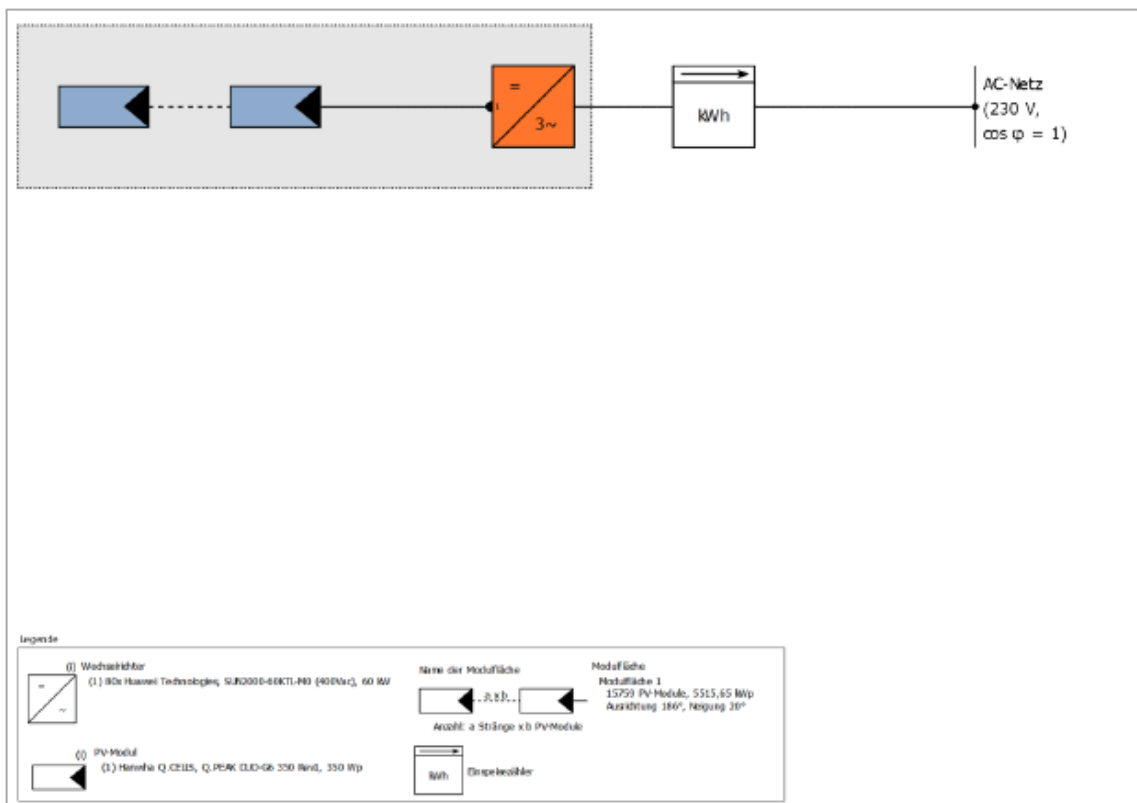 =
1
3~
kWh
AC-Netz
(230 V,
cos φ = 1)
Legende
(i) Wechselrichter
(1) 80x Huawei Technologies, SUN2000-60KTL-M0 (400Vac), 60 kW
=
~
(i) PV-Modul
(1) Hanwha Q.CELLS, Q.PEAK DUO-G6 350 Rev1, 350 Wp
Name der Modulfläche
a x b
Anzahl: a Stränge x b PV-Module
kWh
Einspeisezähler
Modulfläche
Modulfläche 1
15759 PV-Module, 5515,65 kWp
Ausrichtung 186°, Neigung 20°